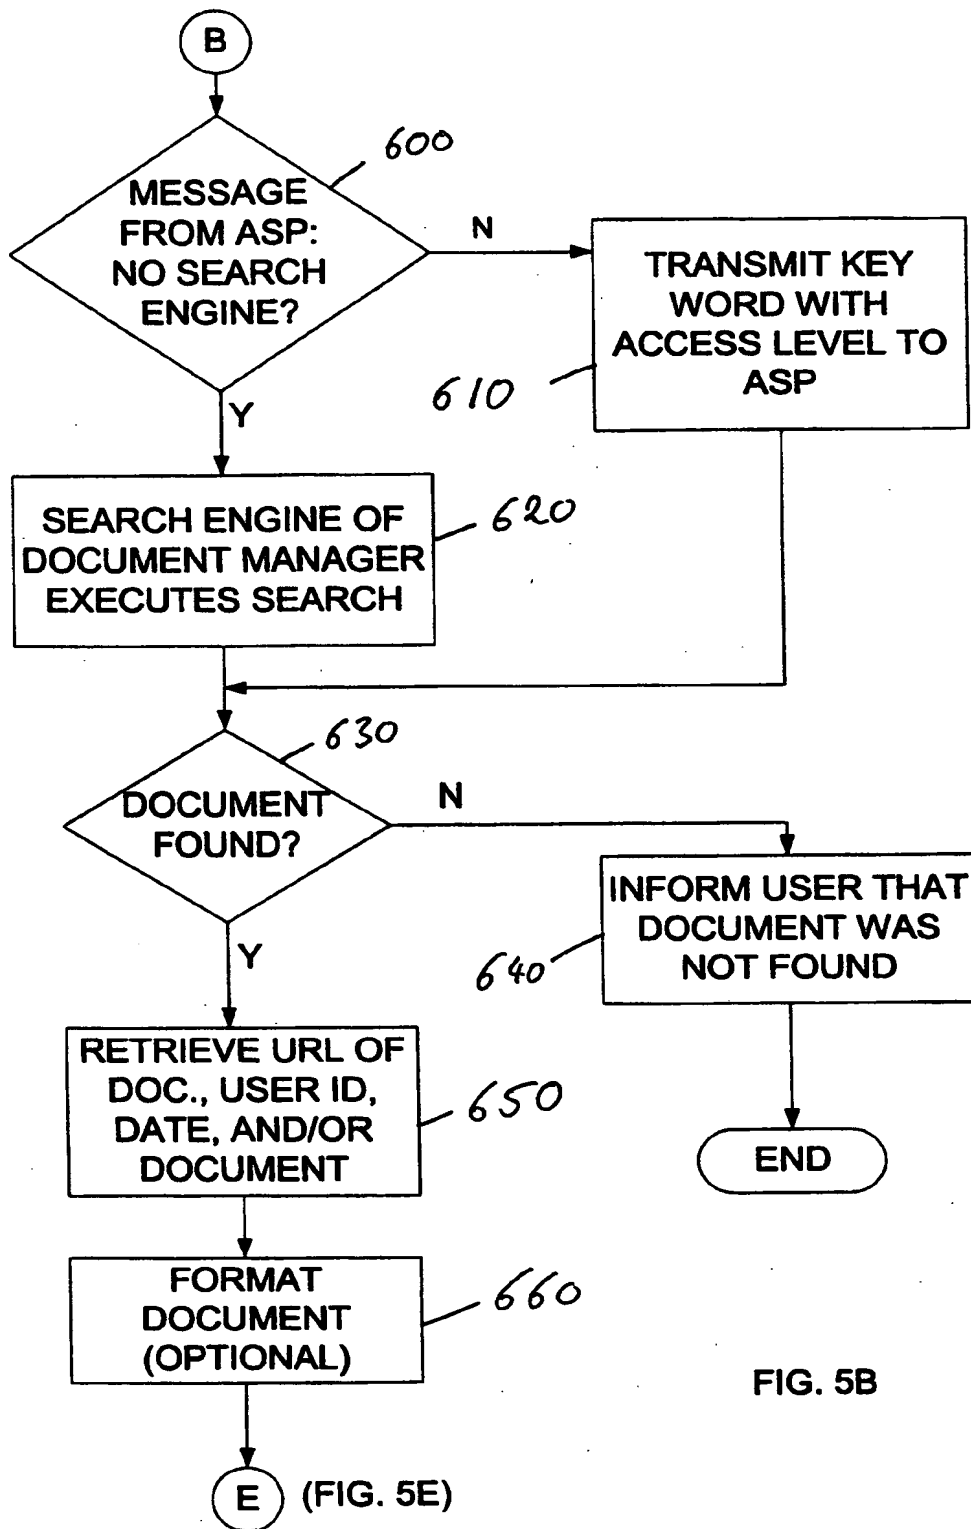 B
600
MESSAGE
FROM ASP:
NO SEARCH
ENGINE?
N
TRANSMIT KEY
WORD WITH
ACCESS LEVEL TO
ASP
610
Y
SEARCH ENGINE OF
DOCUMENT MANAGER
EXECUTES SEARCH
620
630
DOCUMENT
FOUND?
N
INFORM USER THAT
DOCUMENT WAS
NOT FOUND
640
Y
RETRIEVE URL OF
DOC., USER ID,
DATE, AND/OR
DOCUMENT
650
END
FORMAT
DOCUMENT
(OPTIONAL)
660
FIG. 5B
E (FIG. 5E)